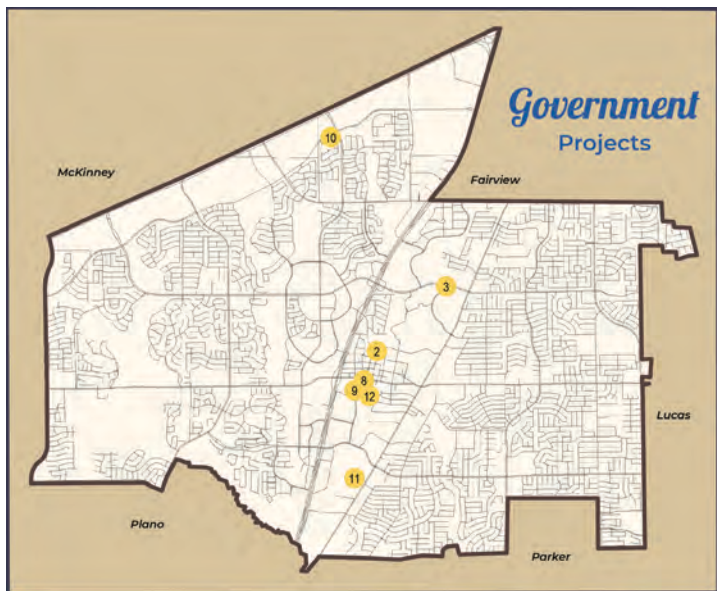 Government
Projects
10
McKinney
Fairview
3
2
8
9
12
Lucas
11
Plano
Parker